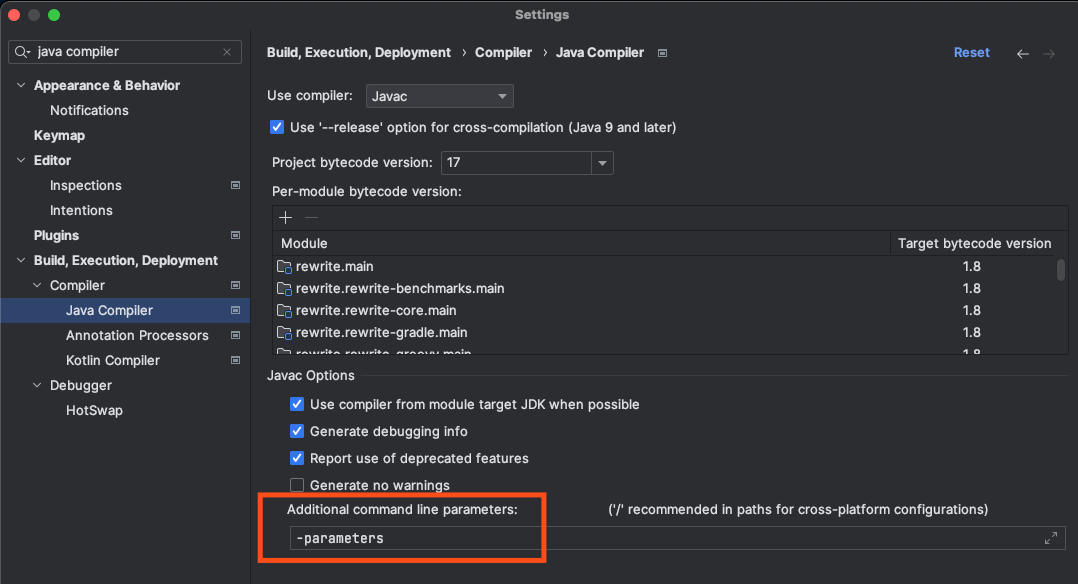 Settings
java compiler
Appearance & Behavior
Notifications
Keymap
Editor
Inspections
Intentions
Plugins
Build, Execution, Deployment
Compiler
Java Compiler
Annotation Processors
Kotlin Compiler
Debugger
HotSwap
Build, Execution, Deployment › Compiler › Java Compiler
Reset
Use compiler: Javac
Use '--release' option for cross-compilation (Java 9 and later)
Project bytecode version: 17
Per-module bytecode version:
Module Target bytecode version
rewrite.main 1.8
rewrite.rewrite-benchmarks.main 1.8
rewrite.rewrite-core.main 1.8
rewrite.rewrite-gradle.main 1.8
rewrite.rewrite-groovy.main 1.8
Javac Options
Use compiler from module target JDK when possible
Generate debugging info
Report use of deprecated features
Generate no warnings
Additional command line parameters: ('/' recommended in paths for cross-platform configurations)
-parameters